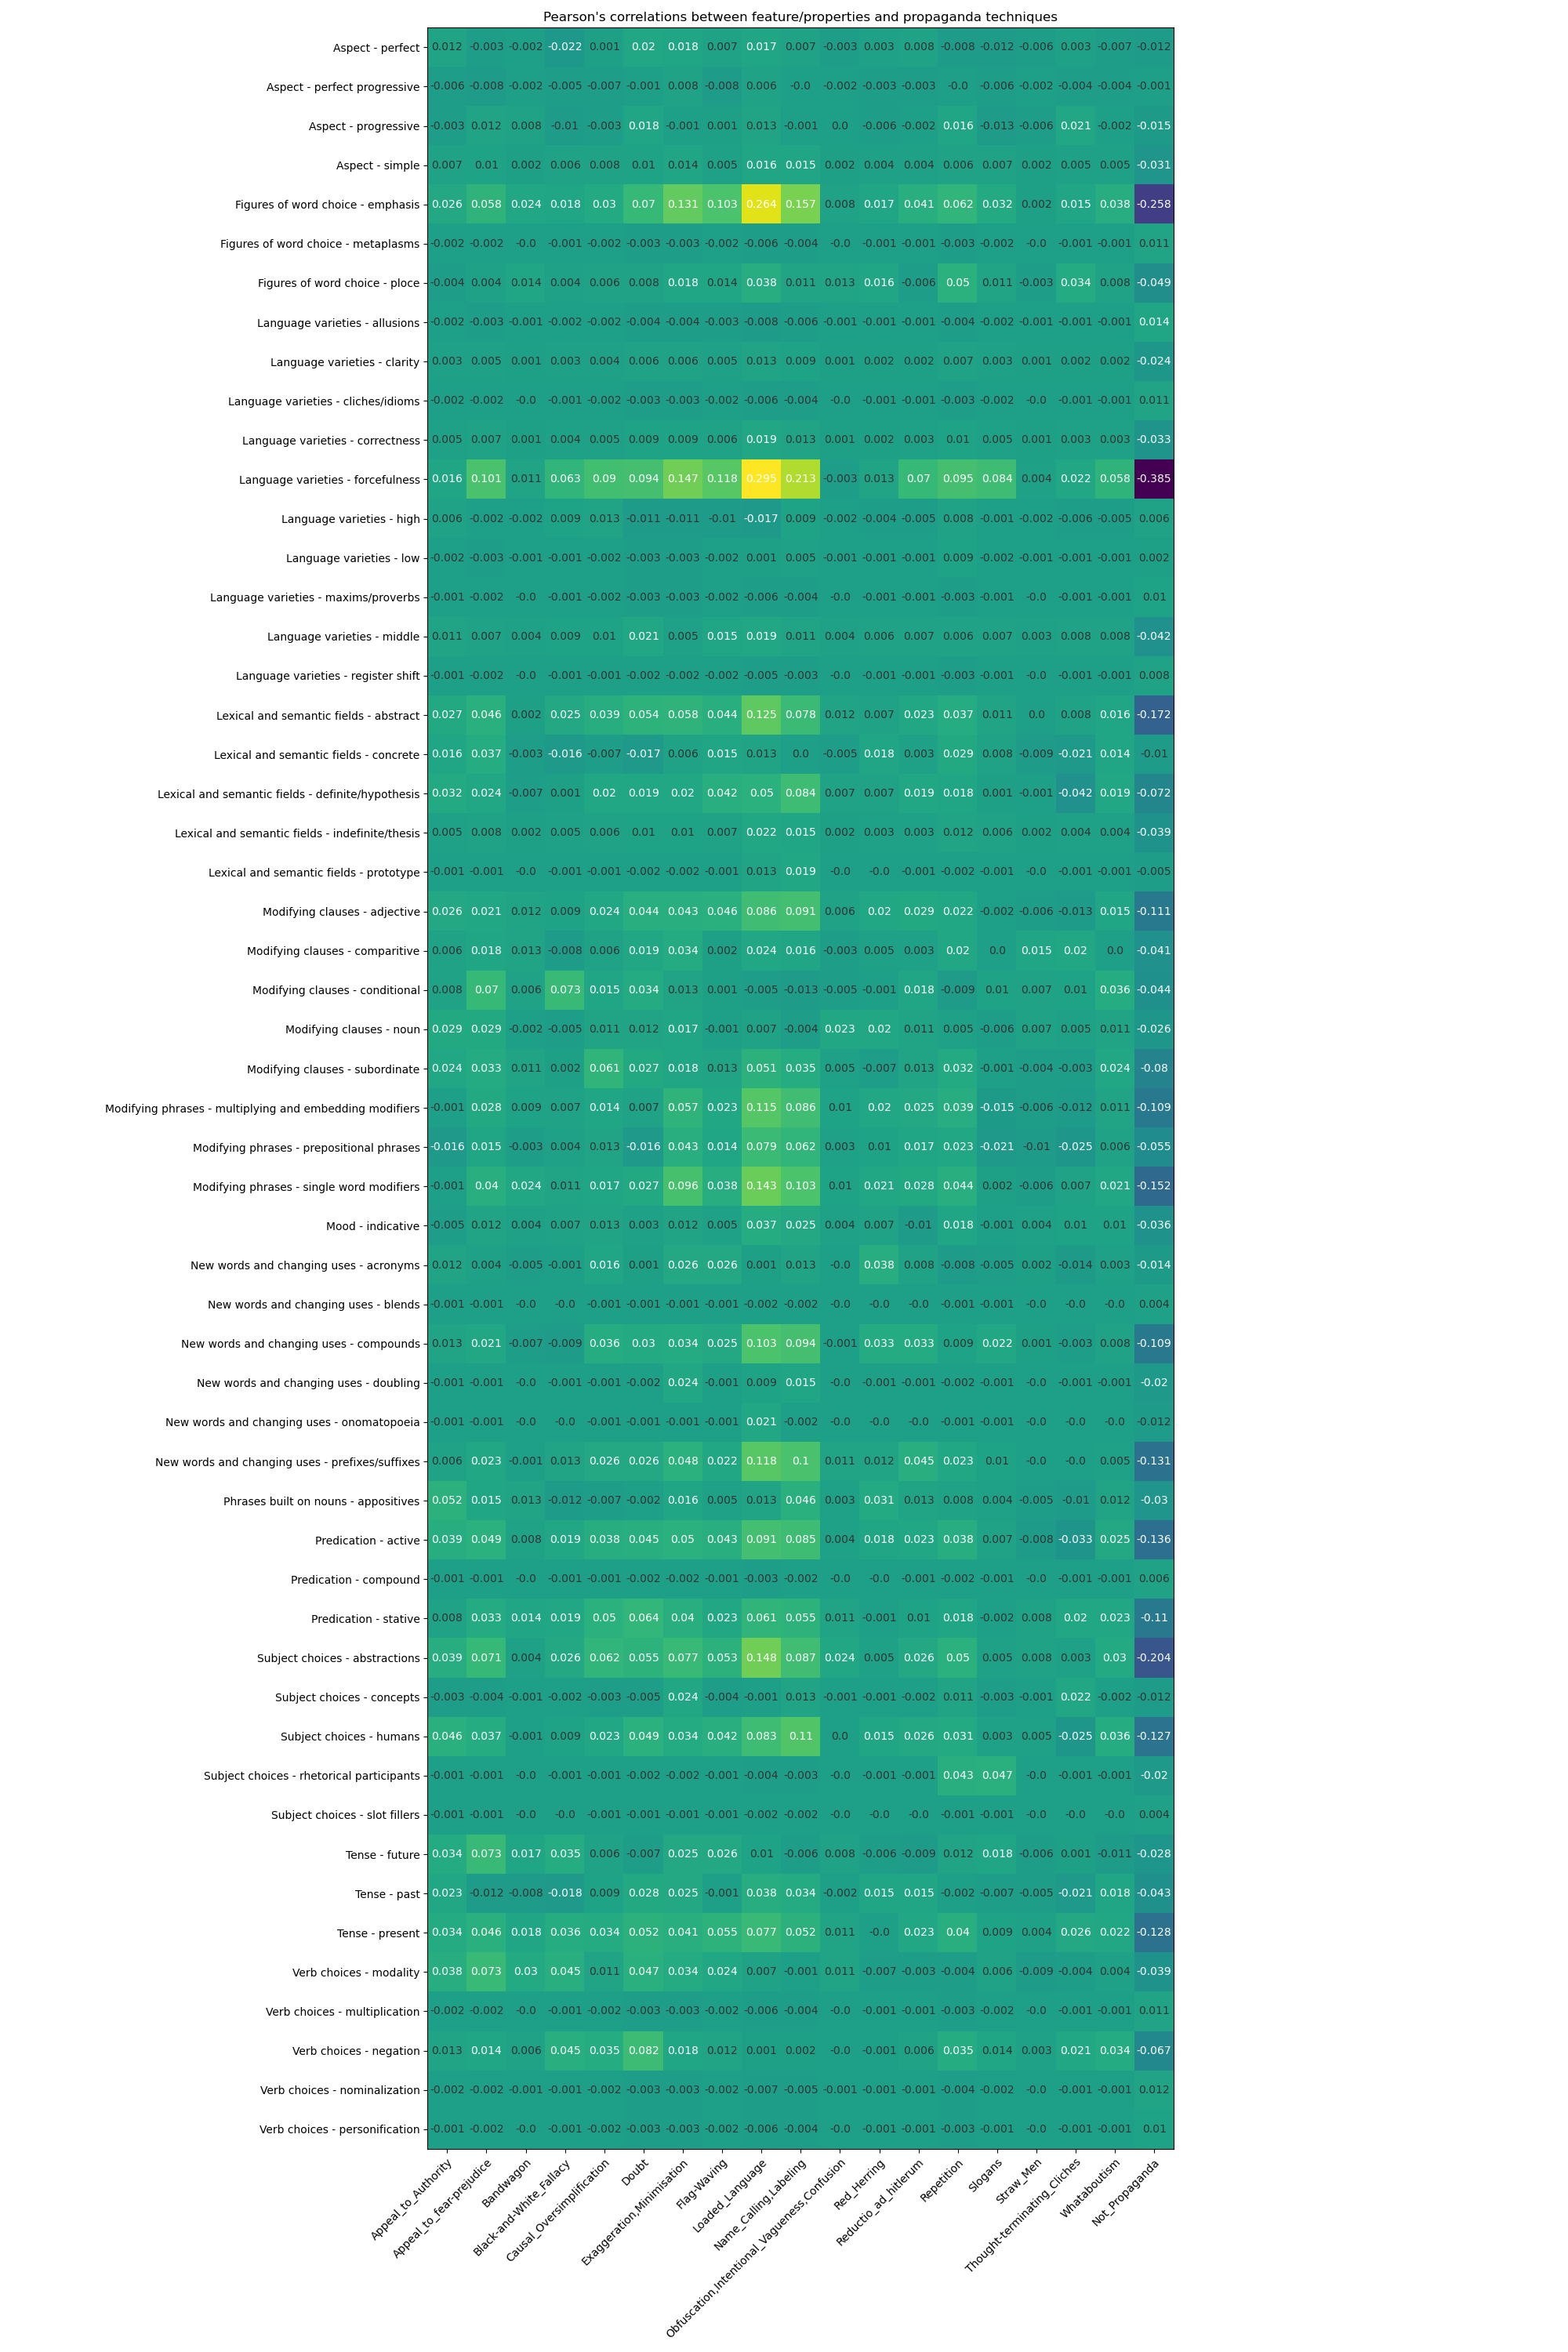 Pearson's correlations between feature/properties and propaganda techniques
Aspect - perfect 0.012 -0.003 -0.002 -0.022 0.001 0.02 0.018 0.007 0.017 0.007 -0.003 0.003 0.008 -0.008 -0.012 -0.006 0.003 -0.007 -0.012
Aspect - perfect progressive -0.006 -0.008 -0.002 -0.005 -0.007 -0.001 0.008 -0.008 0.006 -0.0 -0.002 -0.003 -0.003 -0.0 -0.006 -0.002 -0.004 -0.004 -0.001
Aspect - progressive -0.003 0.012 0.008 -0.01 -0.003 0.018 -0.001 0.001 0.013 -0.001 0.0 -0.006 -0.002 0.016 -0.013 -0.006 0.021 -0.002 -0.015
Aspect - simple 0.007 0.01 0.002 0.006 0.008 0.01 0.014 0.005 0.016 0.015 0.002 0.004 0.004 0.006 0.007 0.002 0.005 0.005 -0.031
Figures of word choice - emphasis 0.026 0.058 0.024 0.018 0.03 0.07 0.131 0.103 0.264 0.157 0.008 0.017 0.041 0.062 0.032 0.002 0.015 0.038 -0.258
Figures of word choice - metaplasms -0.002 -0.002 -0.0 -0.001 -0.002 -0.003 -0.003 -0.002 -0.006 -0.004 -0.0 -0.001 -0.001 -0.003 -0.002 -0.0 -0.001 -0.001 0.011
Figures of word choice - ploce -0.004 0.004 0.014 0.004 0.006 0.008 0.018 0.014 0.038 0.011 0.013 0.016 -0.006 0.05 0.011 -0.003 0.034 0.008 -0.049
Language varieties - allusions -0.002 -0.003 -0.001 -0.002 -0.002 -0.004 -0.004 -0.003 -0.008 -0.006 -0.001 -0.001 -0.001 -0.004 -0.002 -0.001 -0.001 -0.001 0.014
Language varieties - clarity 0.003 0.005 0.001 0.003 0.004 0.006 0.006 0.005 0.013 0.009 0.001 0.002 0.002 0.007 0.003 0.001 0.002 0.002 -0.024
Language varieties - cliches/idioms -0.002 -0.002 -0.0 -0.001 -0.002 -0.003 -0.003 -0.002 -0.006 -0.004 -0.0 -0.001 -0.001 -0.003 -0.002 -0.0 -0.001 -0.001 0.011
Language varieties - correctness 0.005 0.007 0.001 0.004 0.005 0.009 0.009 0.006 0.019 0.013 0.001 0.002 0.003 0.01 0.005 0.001 0.003 0.003 -0.033
Language varieties - forcefulness 0.016 0.101 0.011 0.063 0.09 0.094 0.147 0.118 0.295 0.213 -0.003 0.013 0.07 0.095 0.084 0.004 0.022 0.058 -0.385
Language varieties - high 0.006 -0.002 -0.002 0.009 0.013 -0.011 -0.011 -0.01 -0.017 0.009 -0.002 -0.004 -0.005 0.008 -0.001 -0.002 -0.006 -0.005 0.006
Language varieties - low -0.002 -0.003 -0.001 -0.001 -0.002 -0.003 -0.003 -0.002 0.001 0.005 -0.001 -0.001 -0.001 0.009 -0.002 -0.001 -0.001 -0.001 0.002
Language varieties - maxims/proverbs -0.001 -0.002 -0.0 -0.001 -0.002 -0.003 -0.003 -0.002 -0.006 -0.004 -0.0 -0.001 -0.001 -0.003 -0.001 -0.0 -0.001 -0.001 0.01
Language varieties - middle 0.011 0.007 0.004 0.009 0.01 0.021 0.005 0.015 0.019 0.011 0.004 0.006 0.007 0.006 0.007 0.003 0.008 0.008 -0.042
Language varieties - register shift -0.001 -0.002 -0.0 -0.001 -0.001 -0.002 -0.002 -0.002 -0.005 -0.003 -0.0 -0.001 -0.001 -0.003 -0.001 -0.0 -0.001 -0.001 0.008
Lexical and semantic fields - abstract 0.027 0.046 0.002 0.025 0.039 0.054 0.058 0.044 0.125 0.078 0.012 0.007 0.023 0.037 0.011 0.0 0.008 0.016 -0.172
Lexical and semantic fields - concrete 0.016 0.037 -0.003 -0.016 -0.007 -0.017 0.006 0.015 0.013 0.0 -0.005 0.018 0.003 0.029 0.008 -0.009 -0.021 0.014 -0.01
Lexical and semantic fields - definite/hypothesis 0.032 0.024 -0.007 0.001 0.02 0.019 0.02 0.042 0.05 0.084 0.007 0.007 0.019 0.018 0.001 -0.001 -0.042 0.019 -0.072
Lexical and semantic fields - indefinite/thesis 0.005 0.008 0.002 0.005 0.006 0.01 0.01 0.007 0.022 0.015 0.002 0.003 0.003 0.012 0.006 0.002 0.004 0.004 -0.039
Lexical and semantic fields - prototype -0.001 -0.001 -0.0 -0.001 -0.001 -0.002 -0.002 -0.001 0.013 0.019 -0.0 -0.0 -0.001 -0.002 -0.001 -0.0 -0.001 -0.001 -0.005
Modifying clauses - adjective 0.026 0.021 0.012 0.009 0.024 0.044 0.043 0.046 0.086 0.091 0.006 0.02 0.029 0.022 -0.002 -0.006 -0.013 0.015 -0.111
Modifying clauses - comparitive 0.006 0.018 0.013 -0.008 0.006 0.019 0.034 0.002 0.024 0.016 -0.003 0.005 0.003 0.02 0.0 0.015 0.02 0.0 -0.041
Modifying clauses - conditional 0.008 0.07 0.006 0.073 0.015 0.034 0.013 0.001 -0.005 -0.013 -0.005 -0.001 0.018 -0.009 0.01 0.007 0.01 0.036 -0.044
Modifying clauses - noun 0.029 0.029 -0.002 -0.005 0.011 0.012 0.017 -0.001 0.007 -0.004 0.023 0.02 0.011 0.005 -0.006 0.007 0.005 0.011 -0.026
Modifying clauses - subordinate 0.024 0.033 0.011 0.002 0.061 0.027 0.018 0.013 0.051 0.035 0.005 -0.007 0.013 0.032 -0.001 -0.004 -0.003 0.024 -0.08
Modifying phrases - multiplying and embedding modifiers -0.001 0.028 0.009 0.007 0.014 0.007 0.057 0.023 0.115 0.086 0.01 0.02 0.025 0.039 -0.015 -0.006 -0.012 0.011 -0.109
Modifying phrases - prepositional phrases -0.016 0.015 -0.003 0.004 0.013 -0.016 0.043 0.014 0.079 0.062 0.003 0.01 0.017 0.023 -0.021 -0.01 -0.025 0.006 -0.055
Modifying phrases - single word modifiers -0.001 0.04 0.024 0.011 0.017 0.027 0.096 0.038 0.143 0.103 0.01 0.021 0.028 0.044 0.002 -0.006 0.007 0.021 -0.152
Mood - indicative -0.005 0.012 0.004 0.007 0.013 0.003 0.012 0.005 0.037 0.025 0.004 0.007 -0.01 0.018 -0.001 0.004 0.01 0.01 -0.036
New words and changing uses - acronyms 0.012 0.004 -0.005 -0.001 0.016 0.001 0.026 0.026 0.001 0.013 -0.0 0.038 0.008 -0.008 -0.005 0.002 -0.014 0.003 -0.014
New words and changing uses - blends -0.001 -0.001 -0.0 -0.0 -0.001 -0.001 -0.001 -0.001 -0.002 -0.002 -0.0 -0.0 -0.0 -0.001 -0.001 -0.0 -0.0 -0.0 0.004
New words and changing uses - compounds 0.013 0.021 -0.007 -0.009 0.036 0.03 0.034 0.025 0.103 0.094 -0.001 0.033 0.033 0.009 0.022 0.001 -0.003 0.008 -0.109
New words and changing uses - doubling -0.001 -0.001 -0.0 -0.001 -0.001 -0.002 0.024 -0.001 0.009 0.015 -0.0 -0.001 -0.001 -0.002 -0.001 -0.0 -0.001 -0.001 -0.02
New words and changing uses - onomatopoeia -0.001 -0.001 -0.0 -0.0 -0.001 -0.001 -0.001 -0.001 0.021 -0.002 -0.0 -0.0 -0.0 -0.001 -0.001 -0.0 -0.0 -0.0 -0.012
New words and changing uses - prefixes/suffixes 0.006 0.023 -0.001 0.013 0.026 0.026 0.048 0.022 0.118 0.1 0.011 0.012 0.045 0.023 0.01 -0.0 -0.0 0.005 -0.131
Phrases built on nouns - appositives 0.052 0.015 0.013 -0.012 -0.007 -0.002 0.016 0.005 0.013 0.046 0.003 0.031 0.013 0.008 0.004 -0.005 -0.01 0.012 -0.03
Predication - active 0.039 0.049 0.008 0.019 0.038 0.045 0.05 0.043 0.091 0.085 0.004 0.018 0.023 0.038 0.007 -0.008 -0.033 0.025 -0.136
Predication - compound -0.001 -0.001 -0.0 -0.001 -0.001 -0.002 -0.002 -0.001 -0.003 -0.002 -0.0 -0.0 -0.001 -0.002 -0.001 -0.0 -0.001 -0.001 0.006
Predication - stative 0.008 0.033 0.014 0.019 0.05 0.064 0.04 0.023 0.061 0.055 0.011 -0.001 0.01 0.018 -0.002 0.008 0.02 0.023 -0.11
Subject choices - abstractions 0.039 0.071 0.004 0.026 0.062 0.055 0.077 0.053 0.148 0.087 0.024 0.005 0.026 0.05 0.005 0.008 0.003 0.03 -0.204
Subject choices - concepts -0.003 -0.004 -0.001 -0.002 -0.003 -0.005 0.024 -0.004 -0.001 0.013 -0.001 -0.001 -0.002 0.011 -0.003 -0.001 0.022 -0.002 -0.012
Subject choices - humans 0.046 0.037 -0.001 0.009 0.023 0.049 0.034 0.042 0.083 0.11 0.0 0.015 0.026 0.031 0.003 0.005 -0.025 0.036 -0.127
Subject choices - rhetorical participants -0.001 -0.001 -0.0 -0.001 -0.001 -0.002 -0.002 -0.001 -0.004 -0.003 -0.0 -0.001 -0.001 0.043 0.047 -0.0 -0.001 -0.001 -0.02
Subject choices - slot fillers -0.001 -0.001 -0.0 -0.0 -0.001 -0.001 -0.001 -0.001 -0.002 -0.002 -0.0 -0.0 -0.0 -0.001 -0.001 -0.0 -0.0 -0.0 0.004
Tense - future 0.034 0.073 0.017 0.035 0.006 -0.007 0.025 0.026 0.01 -0.006 0.008 -0.006 -0.009 0.012 0.018 -0.006 0.001 -0.011 -0.028
Tense - past 0.023 -0.012 -0.008 -0.018 0.009 0.028 0.025 -0.001 0.038 0.034 -0.002 0.015 0.015 -0.002 -0.007 -0.005 -0.021 0.018 -0.043
Tense - present 0.034 0.046 0.018 0.036 0.034 0.052 0.041 0.055 0.077 0.052 0.011 -0.0 0.023 0.04 0.009 0.004 0.026 0.022 -0.128
Verb choices - modality 0.038 0.073 0.03 0.045 0.011 0.047 0.034 0.024 0.007 -0.001 0.011 -0.007 -0.003 -0.004 0.006 -0.009 -0.004 0.004 -0.039
Verb choices - multiplication -0.002 -0.002 -0.0 -0.001 -0.002 -0.003 -0.003 -0.002 -0.006 -0.004 -0.0 -0.001 -0.001 -0.003 -0.002 -0.0 -0.001 -0.001 0.011
Verb choices - negation 0.013 0.014 0.006 0.045 0.035 0.082 0.018 0.012 0.001 0.002 -0.0 -0.001 0.006 0.035 0.014 0.003 0.021 0.034 -0.067
Verb choices - nominalization -0.002 -0.002 -0.001 -0.001 -0.002 -0.003 -0.003 -0.002 -0.007 -0.005 -0.001 -0.001 -0.001 -0.004 -0.002 -0.0 -0.001 -0.001 0.012
Verb choices - personification -0.001 -0.002 -0.0 -0.001 -0.002 -0.003 -0.003 -0.002 -0.006 -0.004 -0.0 -0.001 -0.001 -0.003 -0.001 -0.0 -0.001 -0.001 0.01
Appeal_to_Authority
Appeal_to_fear-prejudice
Bandwagon
Black-and-White_Fallacy
Causal_Oversimplification
Doubt
Exaggeration,Minimisation
Flag-Waving
Loaded_Language
Name_Calling,Labeling
Obfuscation,Intentional_Vagueness,Confusion
Red_Herring
Reductio_ad_hitlerum
Repetition
Slogans
Straw_Men
Thought-terminating_Cliches
Whataboutism
Not_Propaganda